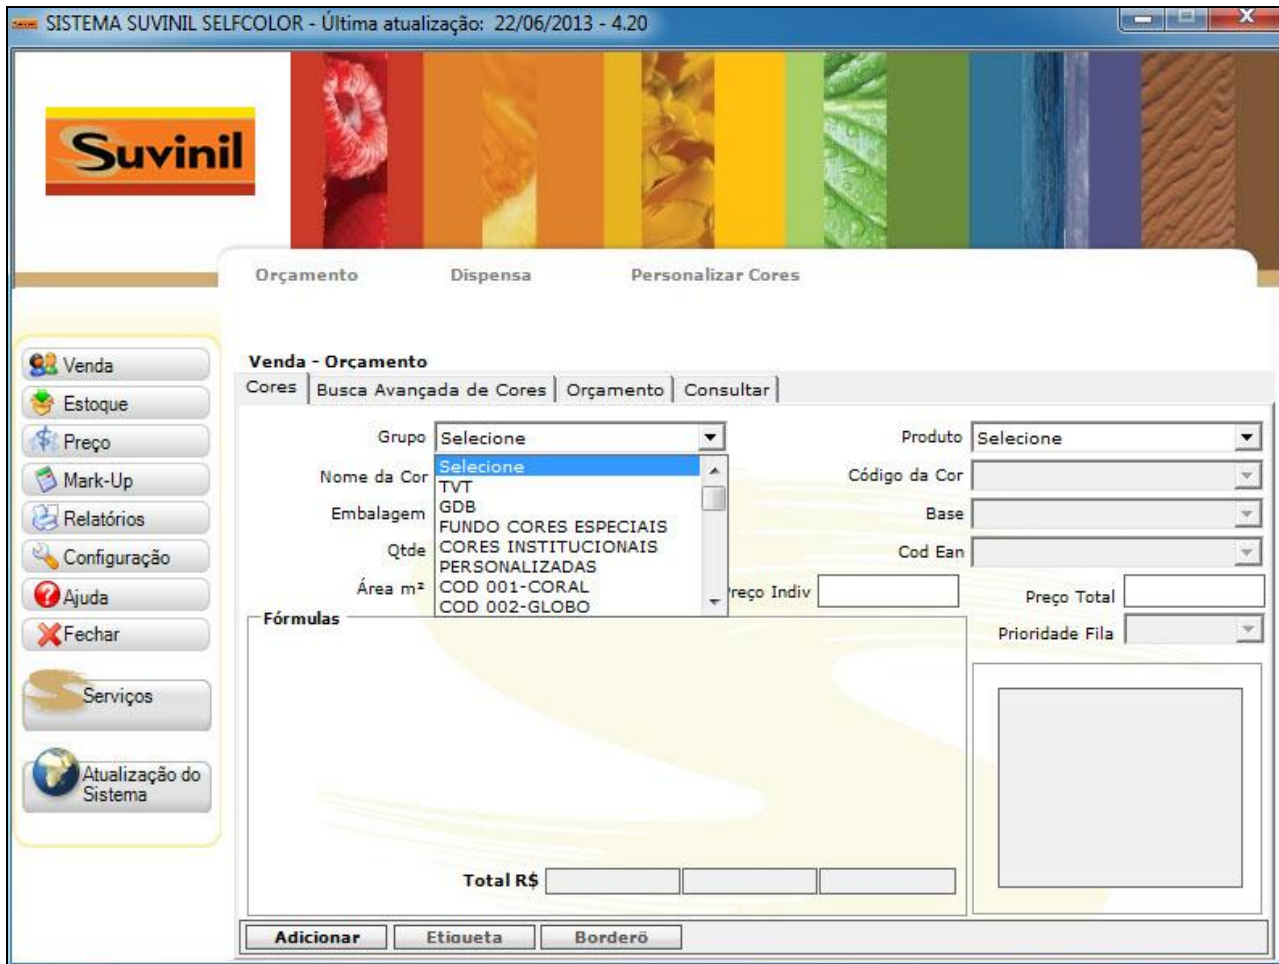 SISTEMA SUVINIL SELFCOLOR - Última atualização: 22/06/2013 - 4.20
Suvinil
Orçamento Dispensa Personalizar Cores
Venda
Estoque
Preço
Mark-Up
Relatórios
Configuração
Ajuda
Fechar
Serviços
Atualização do
Sistema
Venda - Orçamento
Cores Busca Avançada de Cores Orçamento Consultar
Grupo Selecione Produto Selecione
Nome da Cor Código da Cor
Embalagem Base
Qtde Cod Ean
Área m² Preço Indiv Preço Total
Selecione
TVT
GDB
FUNDO CORES ESPECIAIS
CORES INSTITUCIONAIS
PERSONALIZADAS
COD 001-CORAL
COD 002-GLOBO
Fórmulas Prioridade Fila
Total R$
Adicionar Etiqueta Borderô